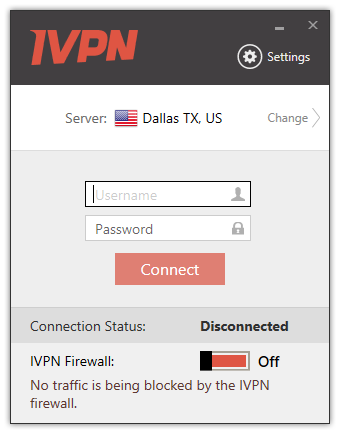 IVPN
Settings
Server: Dallas TX, US Change
Username
Password
Connect
Connection Status: Disconnected
IVPN Firewall: Off
No traffic is being blocked by the IVPN
firewall.